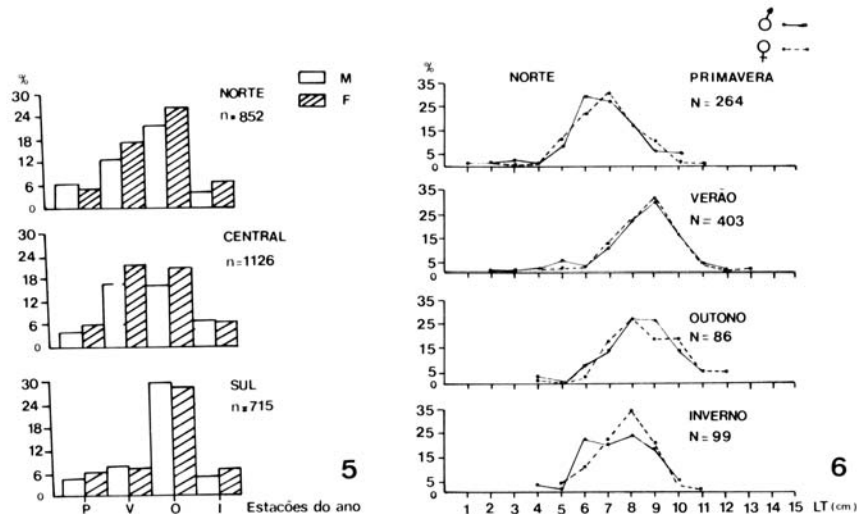 %
30
24
18
12
6
0
NORTE
n=852
M
F
30
24
18
12
6
0
CENTRAL
n=1126
30
24
18
12
6
0
SUL
n=715
P V O I
Estacões do ano
5
♂
♀
%
35
25
15
5
0
NORTE
PRIMAVERA
N= 264
35
25
15
5
0
VERÃO
N= 403
35
25
15
5
0
OUTONO
N= 86
35
25
15
5
0
INVERNO
N= 99
1 2 3 4 5 6 7 8 9 10 11 12 13 14 15 LT (cm)
6